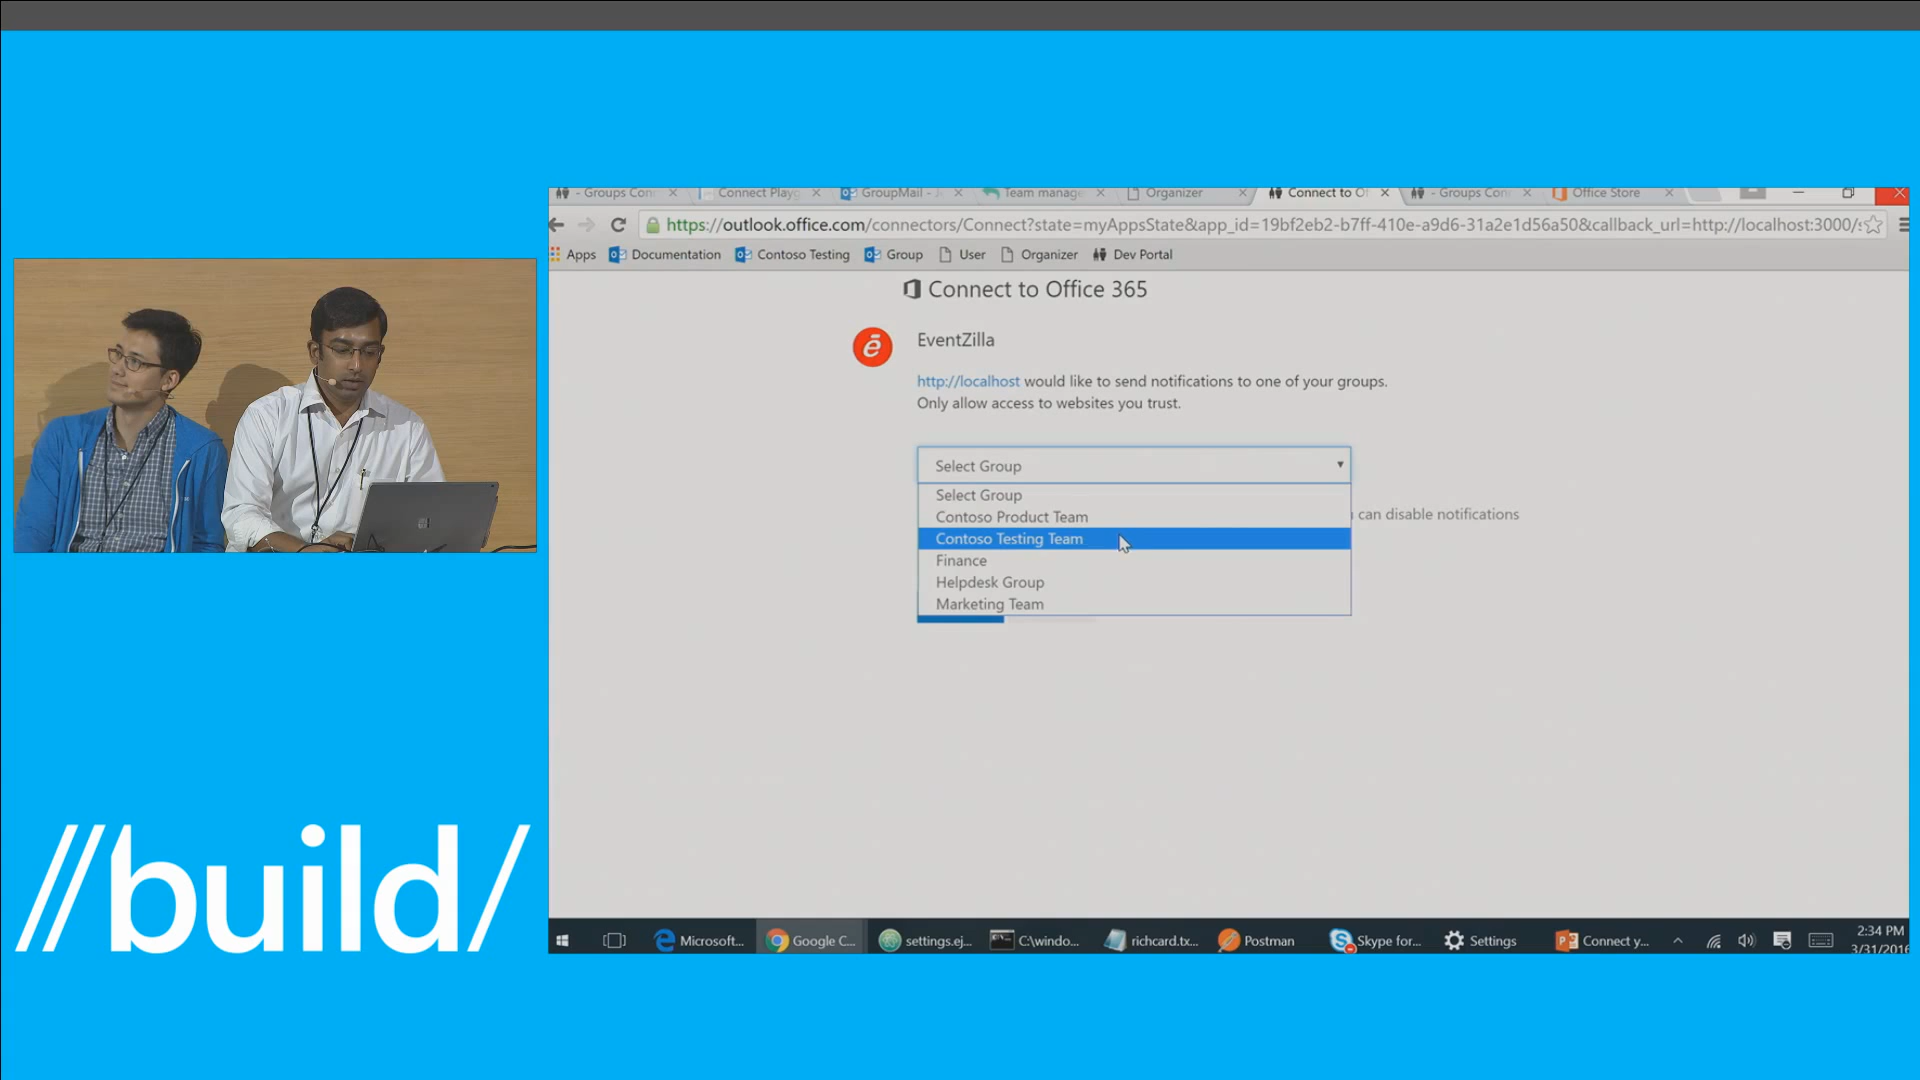 - Groups Con
Connect Playg
GroupMail - J
Team manage
Organizer
Connect to Of
- Groups Con
Office Store
https://outlook.office.com/connectors/Connect?state=myAppsState&app_id=19bf2eb2-b7ff-410e-a9d6-31a2e1d56a50&callback_url=http://localhost:3000/s
Apps
Documentation
Contoso Testing
Group
User
Organizer
Dev Portal
Connect to Office 365
EventZilla
http://localhost would like to send notifications to one of your groups.
Only allow access to websites you trust.
Select Group
Select Group
Contoso Product Team
can disable notifications
Contoso Testing Team
Finance
Helpdesk Group
Marketing Team
//build/
Microsoft...
Google C...
settings.ej...
C:\windo...
richcard.tx...
Postman
Skype for...
Settings
Connect y...
2:34 PM
3/31/2016